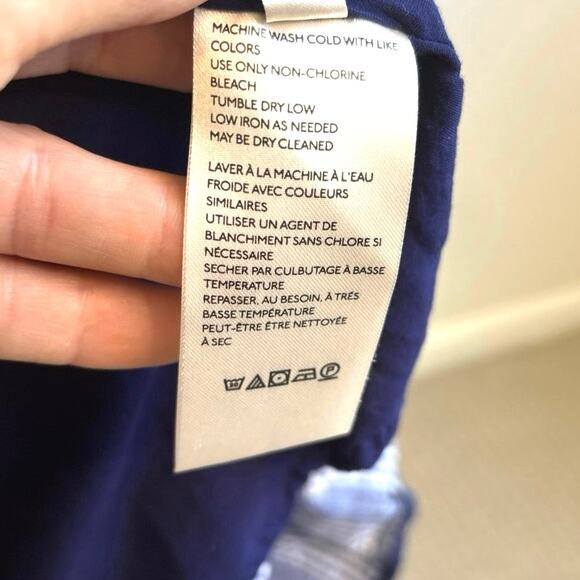 MACHINE WASH COLD WITH LIKE
COLORS
USE ONLY NON-CHLORINE
BLEACH
TUMBLE DRY LOW
LOW IRON AS NEEDED
MAY BE DRY CLEANED
LAVER À LA MACHINE À L'EAU
FROIDE AVEC COULEURS
SIMILAIRES
UTILISER UN AGENT DE
BLANCHIMENT SANS CHLORE SI
NÉCESSAIRE
SECHER PAR CULBUTAGE À BASSE
TEMPERATURE
REPASSER, AU BESOIN, À TRÉS
BASSE TEMPÉRATURE
PEUT-ÊTRE ÊTRE NETTOYÉE
À SEC